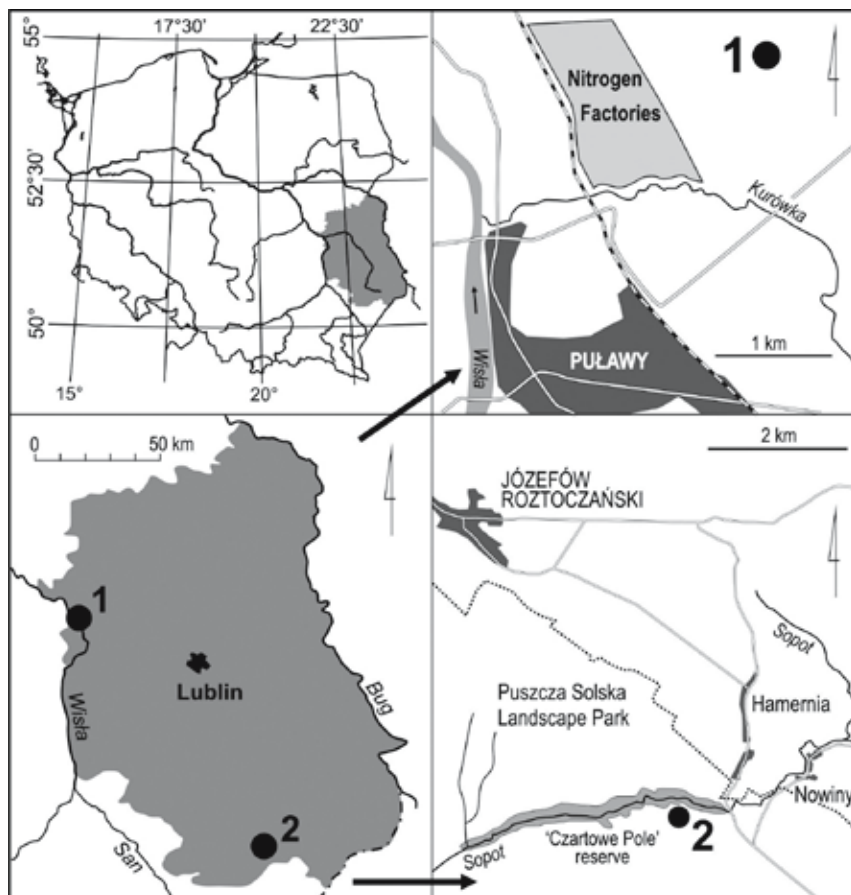 17°30'
22°30'
55°
52°30'
50°
15°
20°
1
Nitrogen
Factories
Kurówka
Wisła
PUŁAWY
1 km
0
50 km
1
Lublin
Wisła
Bug
San
2
2 km
JÓZEFÓW
ROZTOCZAŃSKI
Sopot
Puszcza Solska
Landscape Park
Hamernia
Nowiny
2
'Czartowe Pole'
reserve
Sopot